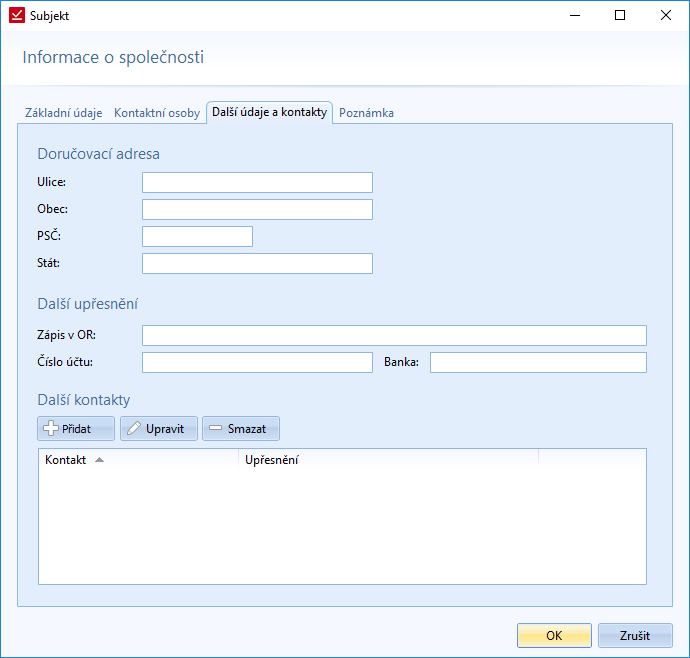 Subjekt
Informace o společnosti
Základní údaje Kontaktní osoby Další údaje a kontakty Poznámka
Doručovací adresa
Ulice:
Obec:
PSČ:
Stát:
Další upřesnění
Zápis v OR:
Číslo účtu: Banka:
Další kontakty
Přidat Upravit Smazat
Kontakt Upřesnění
OK Zrušit